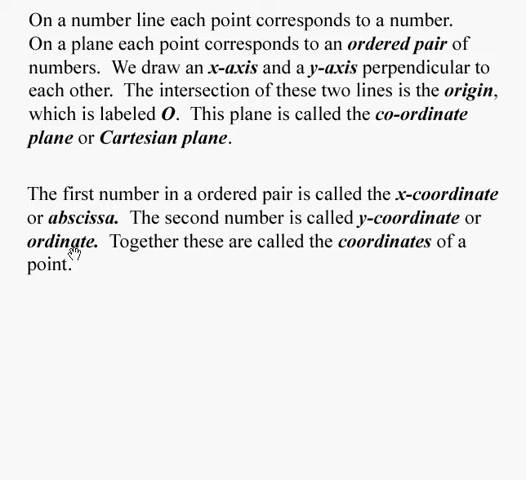 On a number line each point corresponds to a number.
On a plane each point corresponds to an ordered pair of
numbers. We draw an x-axis and a y-axis perpendicular to
each other. The intersection of these two lines is the origin,
which is labeled O. This plane is called the co-ordinate
plane or Cartesian plane.
The first number in a ordered pair is called the x-coordinate
or abscissa. The second number is called y-coordinate or
ordinate. Together these are called the coordinates of a
point.